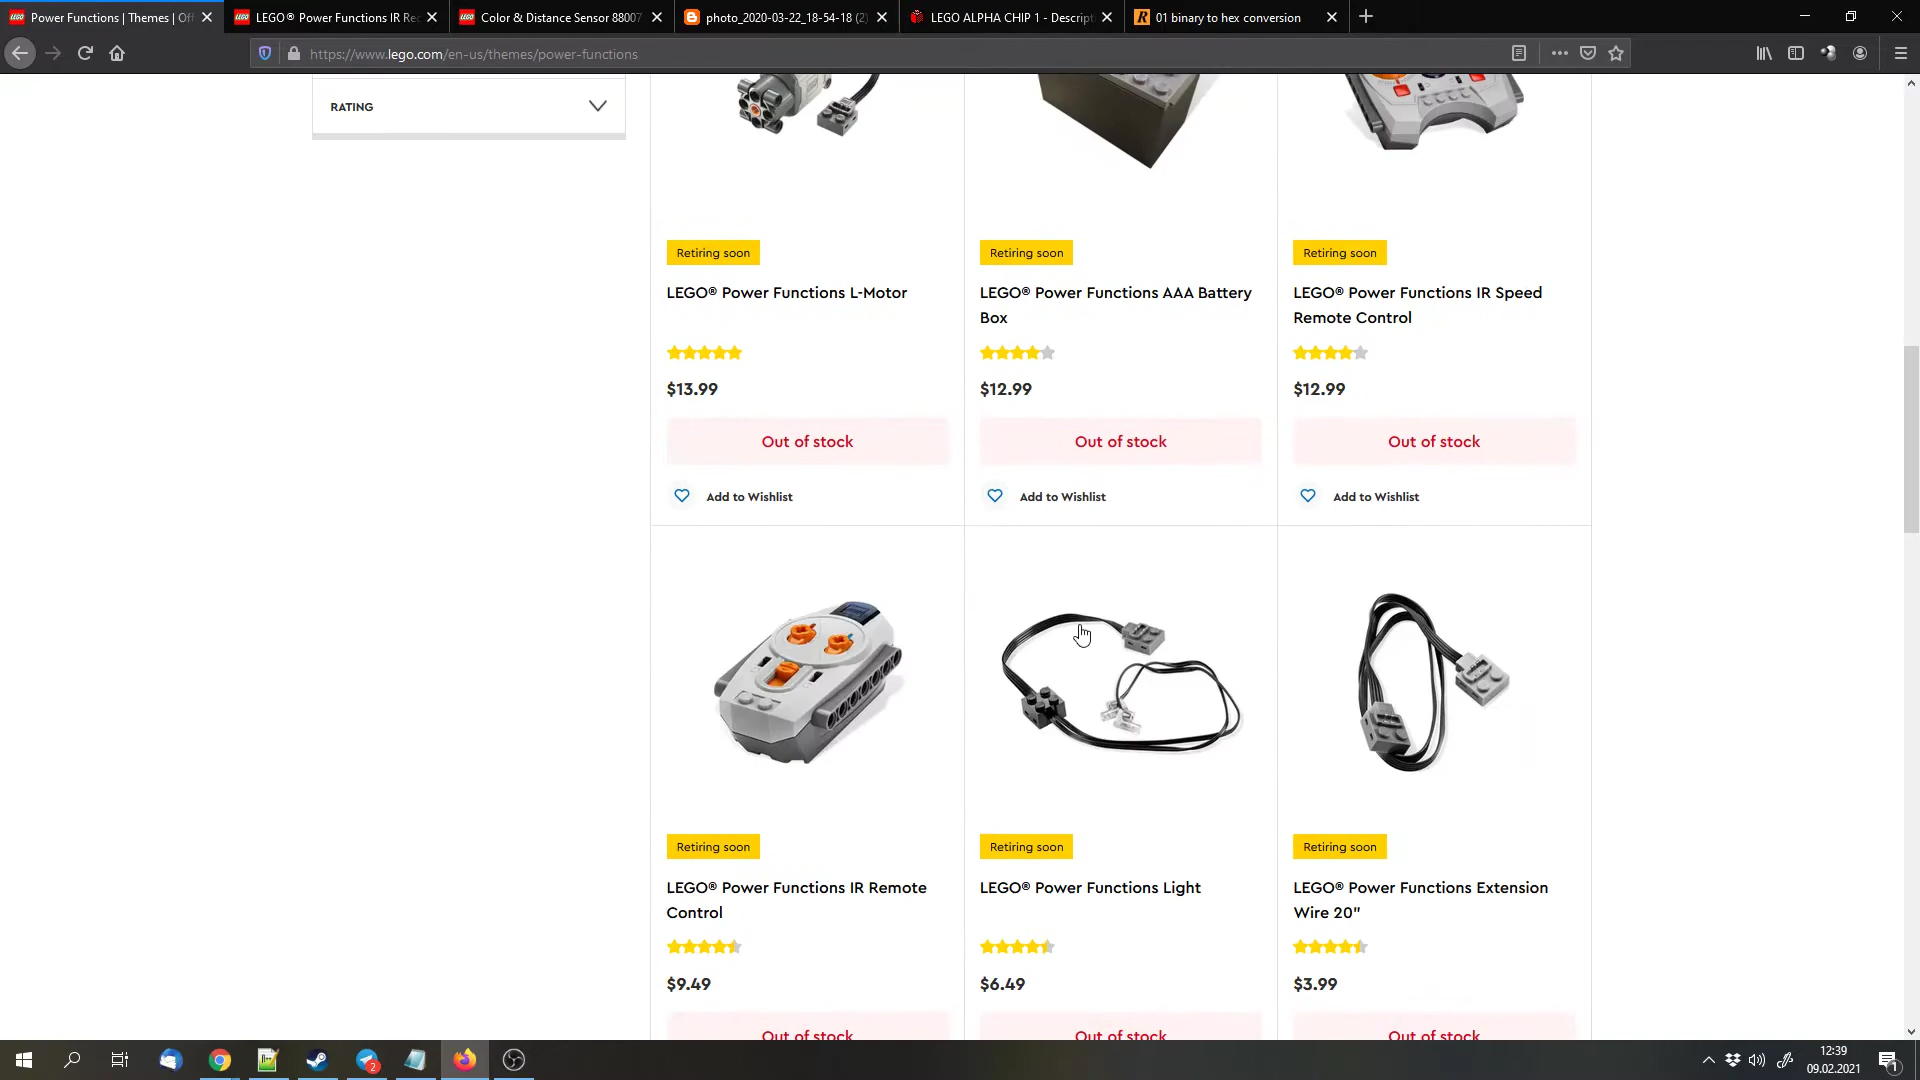 Power Functions | Themes | Off
LEGO® Power Functions IR Rec
Color & Distance Sensor 88007
photo_2020-03-22_18-54-18 (2)
LEGO ALPHA CHIP 1 - Descript
01 binary to hex conversion
https://www.lego.com/en-us/themes/power-functions
RATING
Retiring soon
Retiring soon
Retiring soon
LEGO® Power Functions L-Motor
LEGO® Power Functions AAA Battery
Box
LEGO® Power Functions IR Speed
Remote Control
$13.99
$12.99
$12.99
Out of stock
Out of stock
Out of stock
Add to Wishlist
Add to Wishlist
Add to Wishlist
Retiring soon
Retiring soon
Retiring soon
LEGO® Power Functions IR Remote
Control
LEGO® Power Functions Light
LEGO® Power Functions Extension
Wire 20"
$9.49
$6.49
$3.99
Out of stock
Out of stock
Out of stock
2
12:39
09.02.2021
1